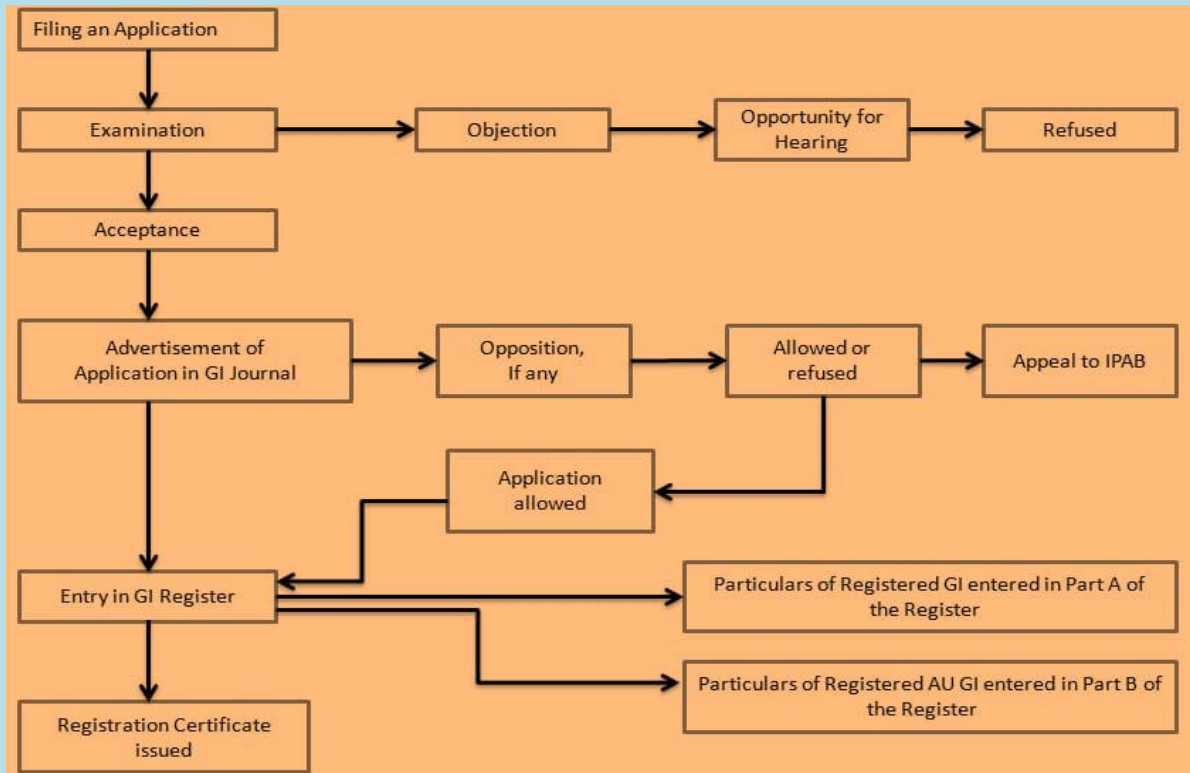 Filing an Application
Examination
Objection
Opportunity for
Hearing
Refused
Acceptance
Advertisement of
Application in GI Journal
Opposition,
If any
Allowed or
refused
Appeal to IPAB
Application
allowed
Entry in GI Register
Particulars of Registered GI entered in Part A of
the Register
Particulars of Registered AU GI entered in Part B of
the Register
Registration Certificate
issued